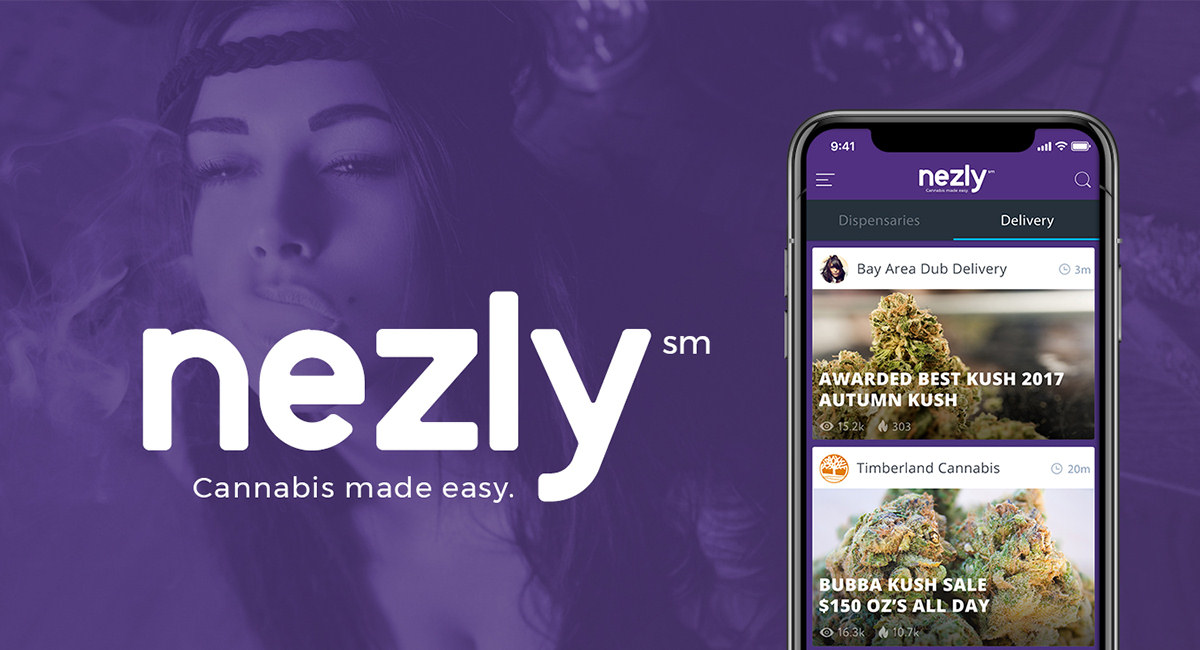 nezly sm
Cannabis made easy.
9:41
nezly sm
Cannabis made easy.
Dispensaries Delivery
Bay Area Dub Delivery 3m
AWARDED BEST KUSH 2017
AUTUMN KUSH
15.2k 303
Timberland Cannabis 20m
BUBBA KUSH SALE
$150 OZ'S ALL DAY
16.3k 10.7k